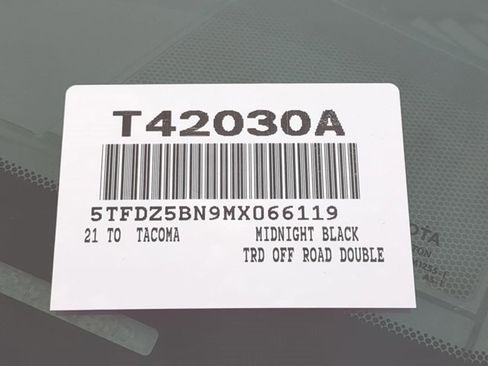 T42030A
5TFDZ5BN9MX066119
21 TO TACOMA MIDNIGHT BLACK
TRD OFF ROAD DOUBLE